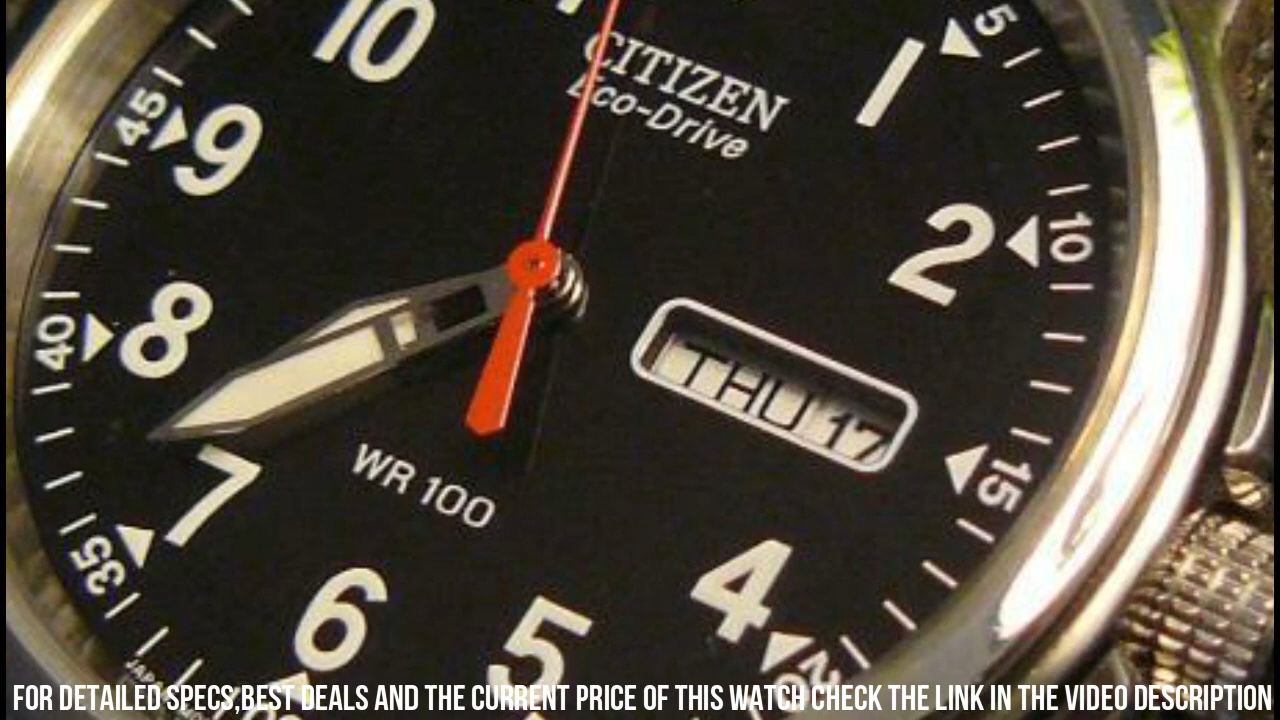 10
CITIZEN
Eco-Drive
1
5
45
9
2
10
8
40
THU 17
WR 100
7
15
35
6
5
4
20
JAPA
FOR DETAILED SPECS,BEST DEALS AND THE CURRENT PRICE OF THIS WATCH CHECK THE LINK IN THE VIDEO DESCRIPTION